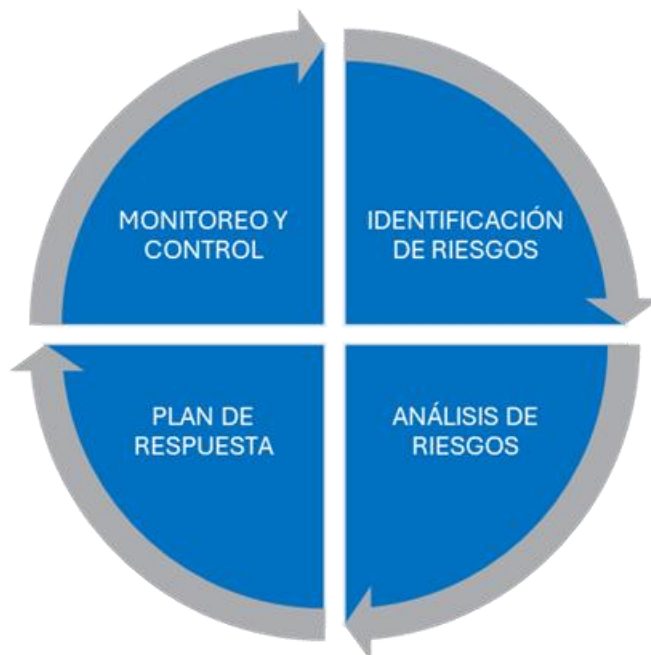 MONITOREO Y
CONTROL
IDENTIFICACIÓN
DE RIESGOS
PLAN DE
RESPUESTA
ANÁLISIS DE
RIESGOS